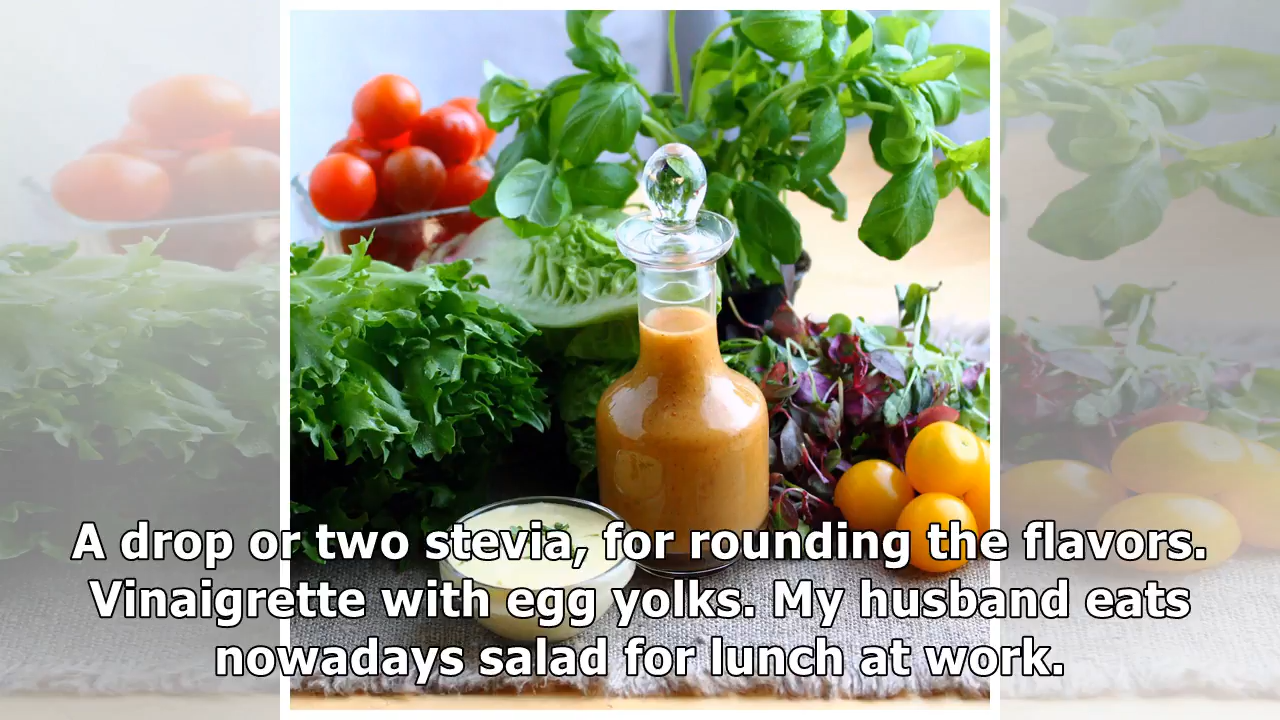 A drop or two stevia, for rounding the flavors.
Vinaigrette with egg yolks. My husband eats
nowadays salad for lunch at work.